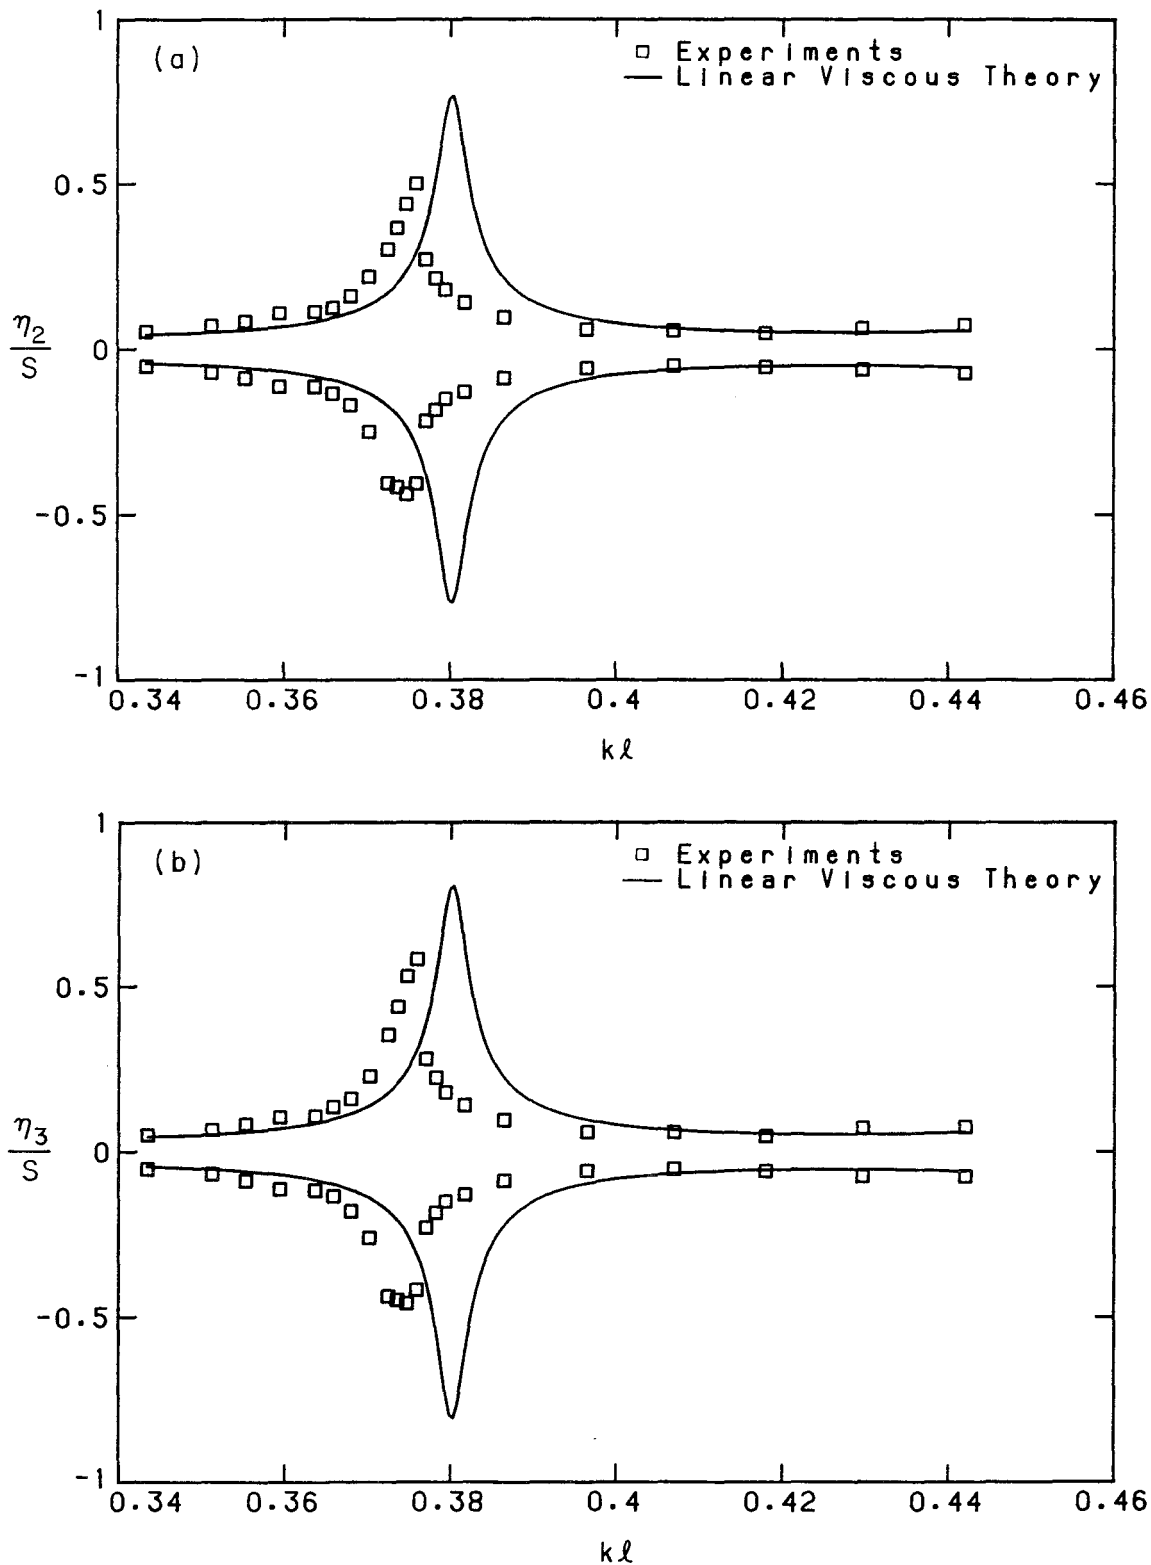 1
(a)
Experiments
Linear Viscous Theory
0.5
η2/S
0
-0.5
-1
0.34 0.36 0.38 0.4 0.42 0.44 0.46
kℓ
1
(b)
Experiments
Linear Viscous Theory
0.5
η3/S
0
-0.5
-1
0.34 0.36 0.38 0.4 0.42 0.44 0.46
kℓ